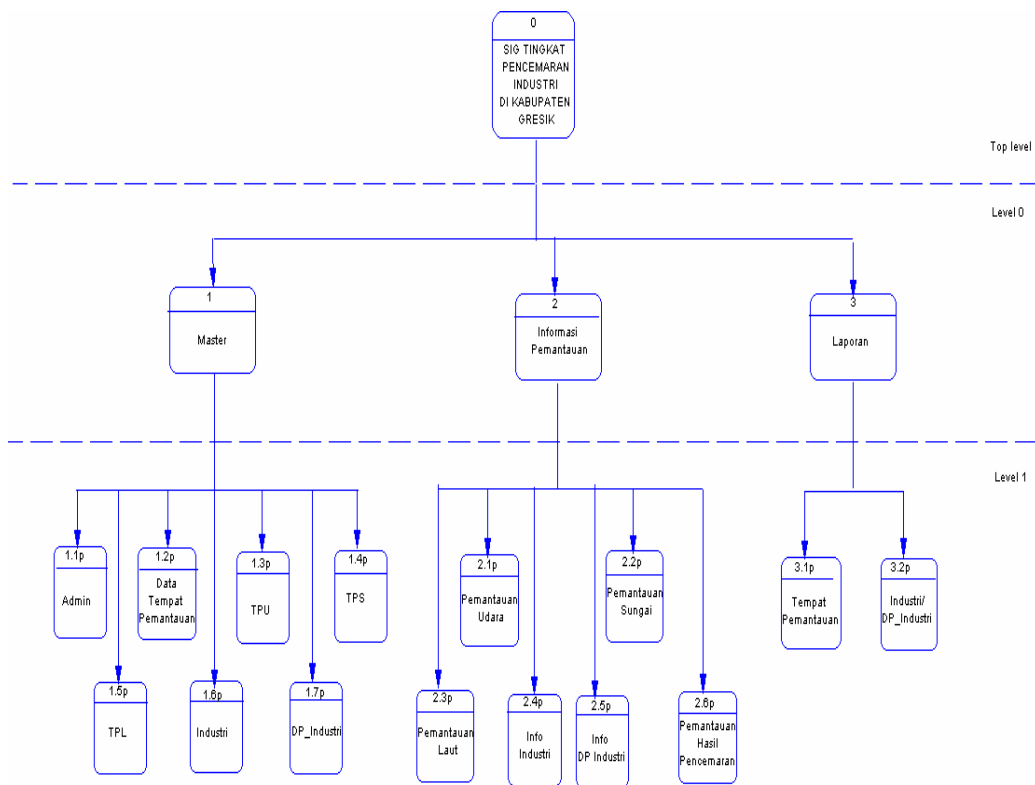 0
SIG TINGKAT
PENCEMARAN
INDUSTRI
DI KABUPATEN
GRESIK
Top level
Level 0
1
Master
2
Informasi
Pemantauan
3
Laporan
Level 1
1.1p
Admin
1.2p
Data
Tempat
Pemantauan
1.3p
TPU
1.4p
TPS
2.1p
Pemantauan
Udara
2.2p
Pemantauan
Sungai
3.1p
Tempat
Pemantauan
3.2p
Industri/
DP_Industri
1.5p
TPL
1.6p
Industri
1.7p
DP_Industri
2.3p
Pemantauan
Laut
2.4p
Info
Industri
2.5p
Info
DP Industri
2.6p
Pemantauan
Hasil
Pencemaran